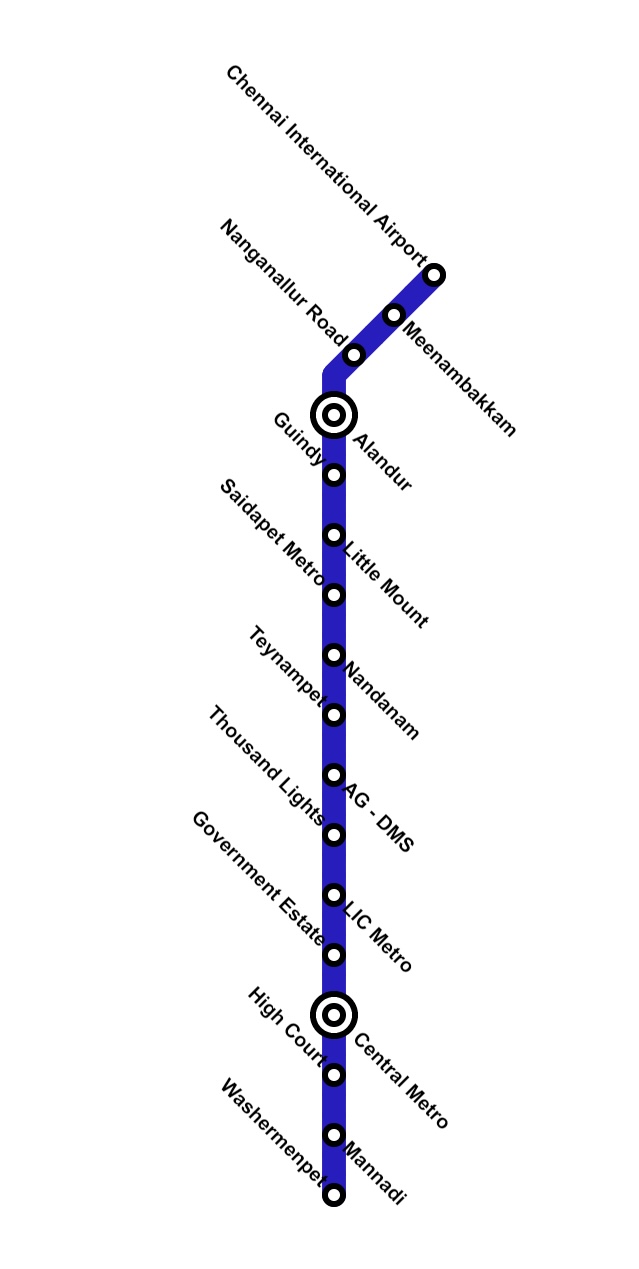 Chennai International Airport
Meenambakkam
Nanganallur Road
Alandur
Guindy
Little Mount
Saidapet Metro
Nandanam
Teynampet
AG - DMS
Thousand Lights
LIC Metro
Government Estate
Central Metro
High Court
Mannadi
Washermenpet